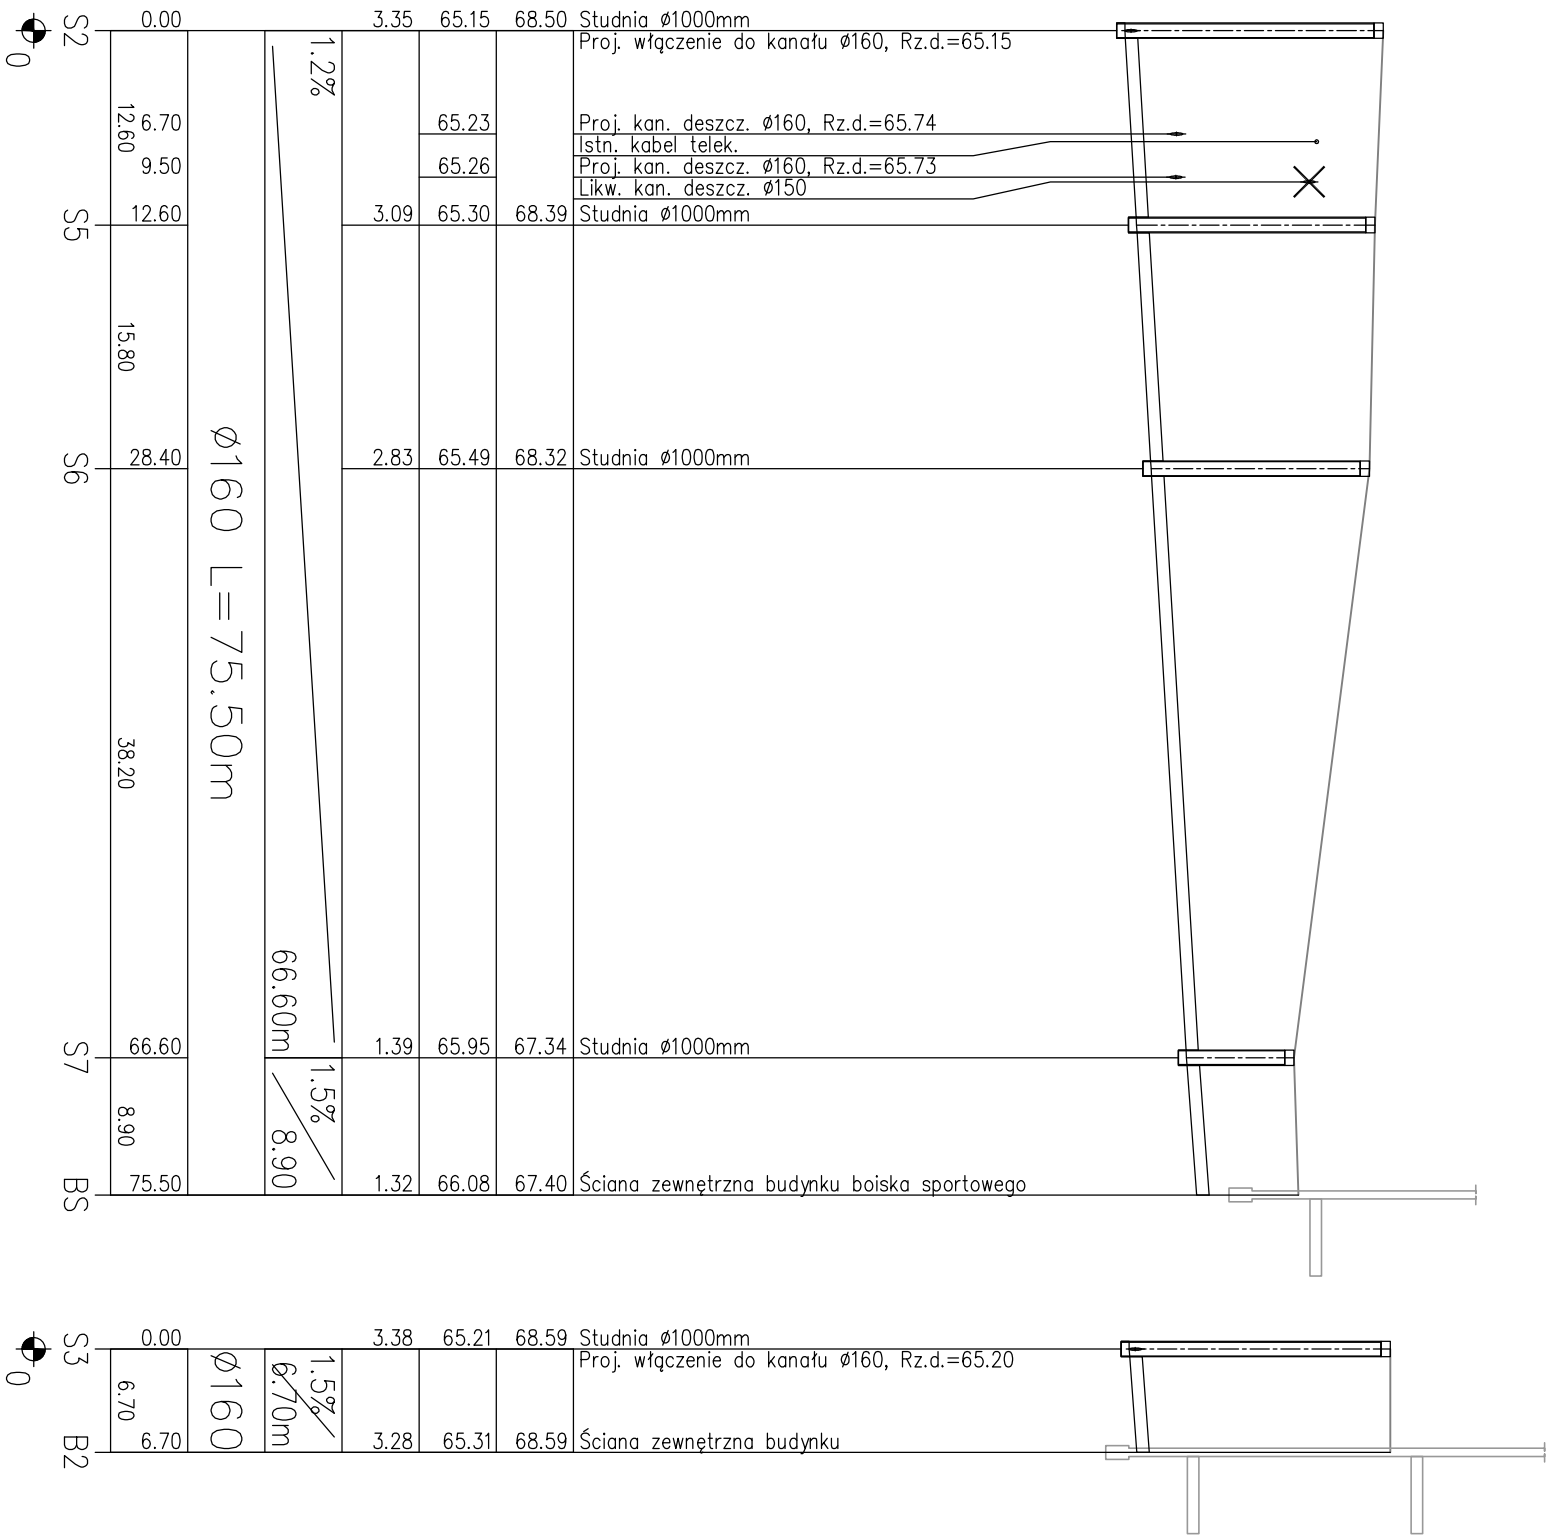 S2 0.00 3.35 65.15 68.50 Studnia Ø1000mm
Proj. włączenie do kanału Ø160, Rz.d.=65.15
0
1.2%
12.60
6.70 65.23 Proj. kan. deszcz. Ø160, Rz.d.=65.74
Istn. kabel telek.
9.50 65.26 Proj. kan. deszcz. Ø160, Rz.d.=65.73
Likw. kan. deszcz. Ø150
S5 12.60 3.09 65.30 68.39 Studnia Ø1000mm
15.80
S6 28.40 2.83 65.49 68.32 Studnia Ø1000mm
Ø160 L=75.50m
38.20
66.60m
S7 66.60 1.39 65.95 67.34 Studnia Ø1000mm
1.5%
8.90
8.90
BS 75.50 1.32 66.08 67.40 Ściana zewnętrzna budynku boiska sportowego
S3 0.00 3.38 65.21 68.59 Studnia Ø1000mm
Proj. włączenie do kanału Ø160, Rz.d.=65.20
0
6.70
Ø160
1.5%
6.70m
B2 6.70 3.28 65.31 68.59 Ściana zewnętrzna budynku